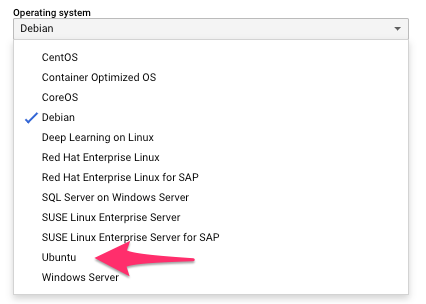 Operating system
Debian
CentOS
Container Optimized OS
CoreOS
Debian
Deep Learning on Linux
Red Hat Enterprise Linux
Red Hat Enterprise Linux for SAP
SQL Server on Windows Server
SUSE Linux Enterprise Server
SUSE Linux Enterprise Server for SAP
Ubuntu
Windows Server